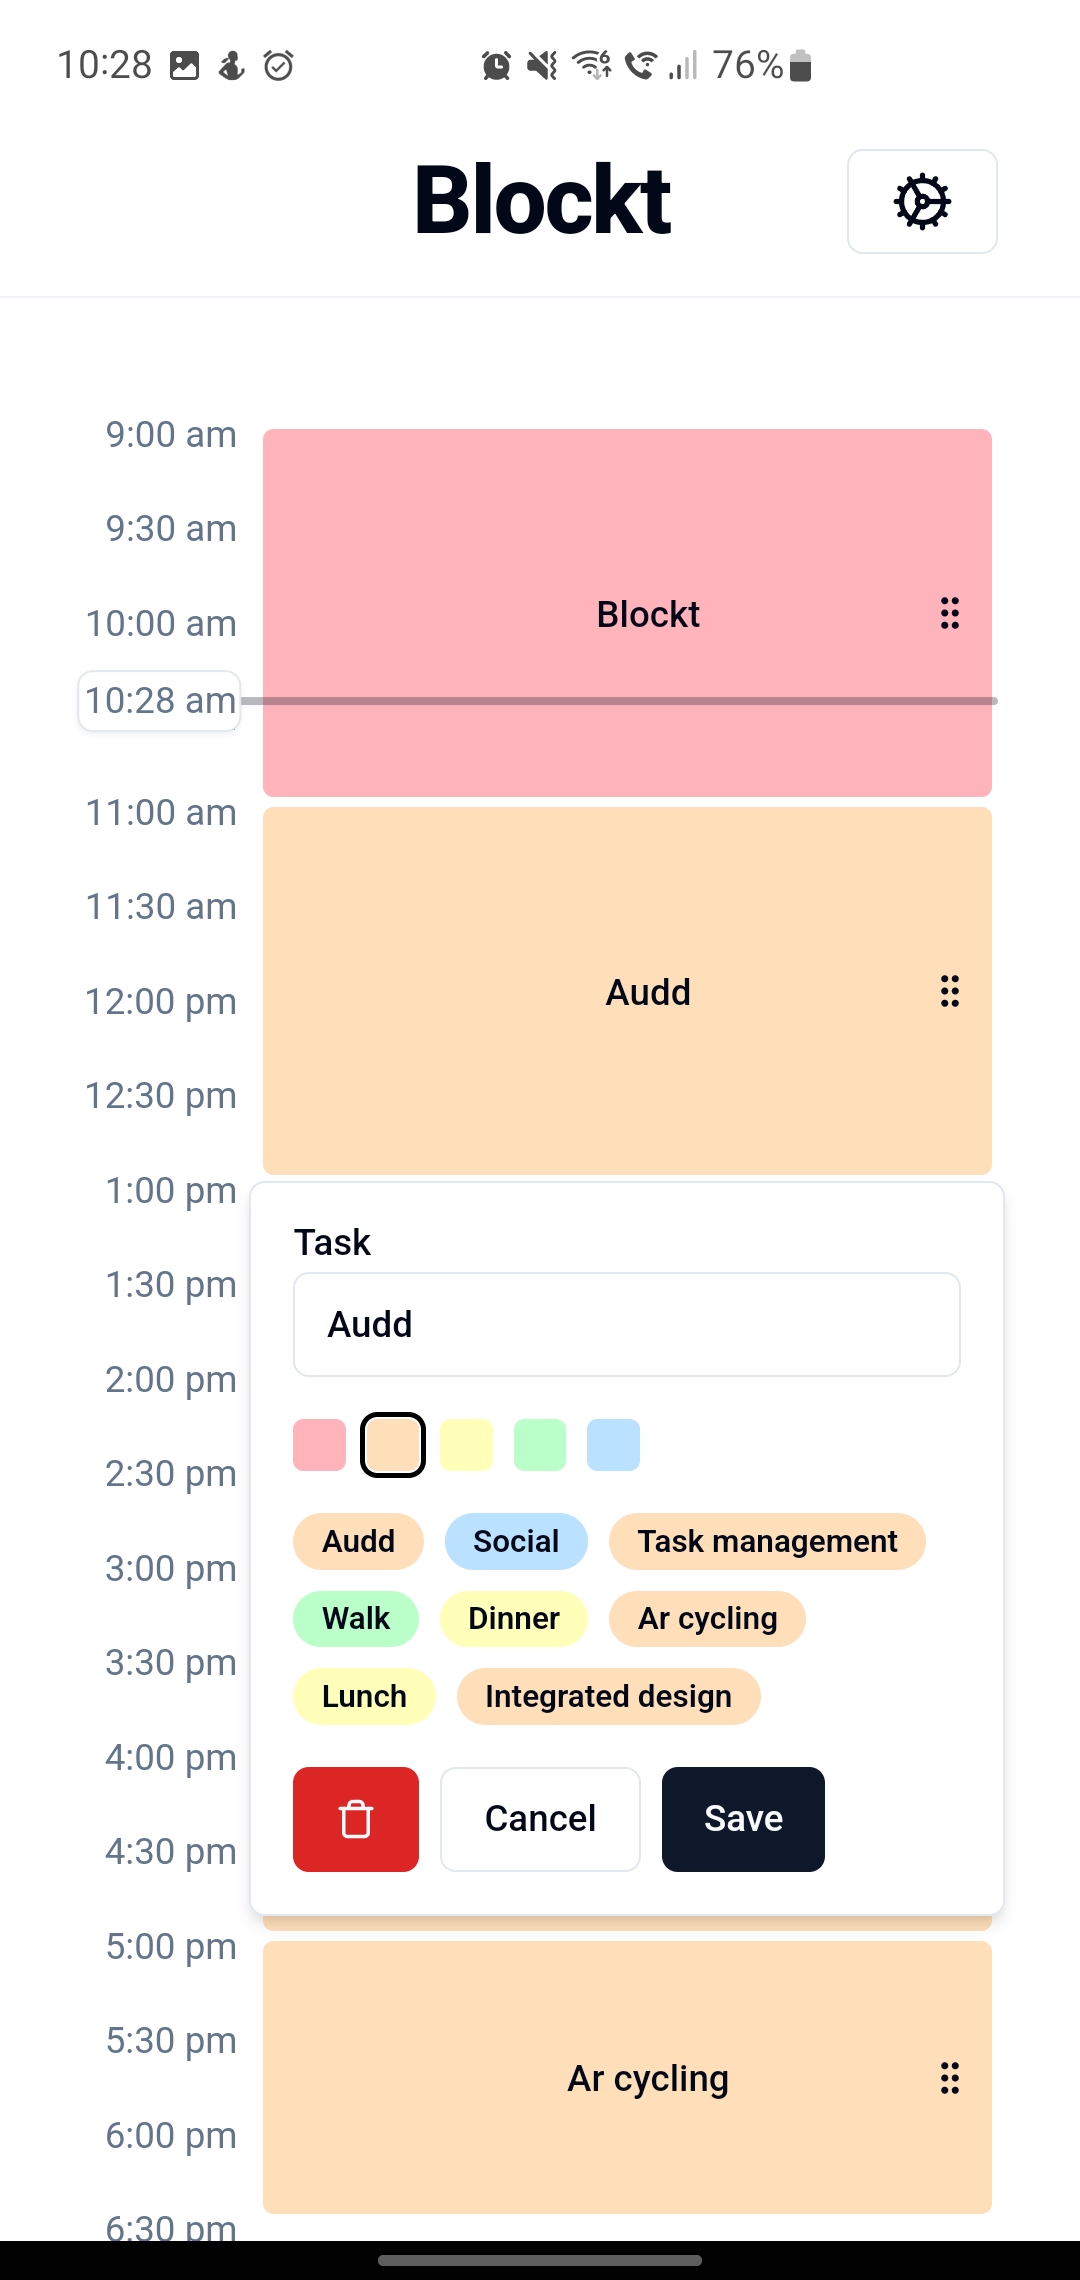 10:28 76%
Blockt
9:00 am
9:30 am
10:00 am
Blockt
10:28 am
11:00 am
11:30 am
12:00 pm
Audd
12:30 pm
1:00 pm
Task
1:30 pm
Audd
2:00 pm
2:30 pm
Audd Social Task management
3:00 pm
Walk Dinner Ar cycling
3:30 pm
Lunch Integrated design
4:00 pm
Cancel Save
4:30 pm
5:00 pm
5:30 pm
Ar cycling
6:00 pm
6:30 pm